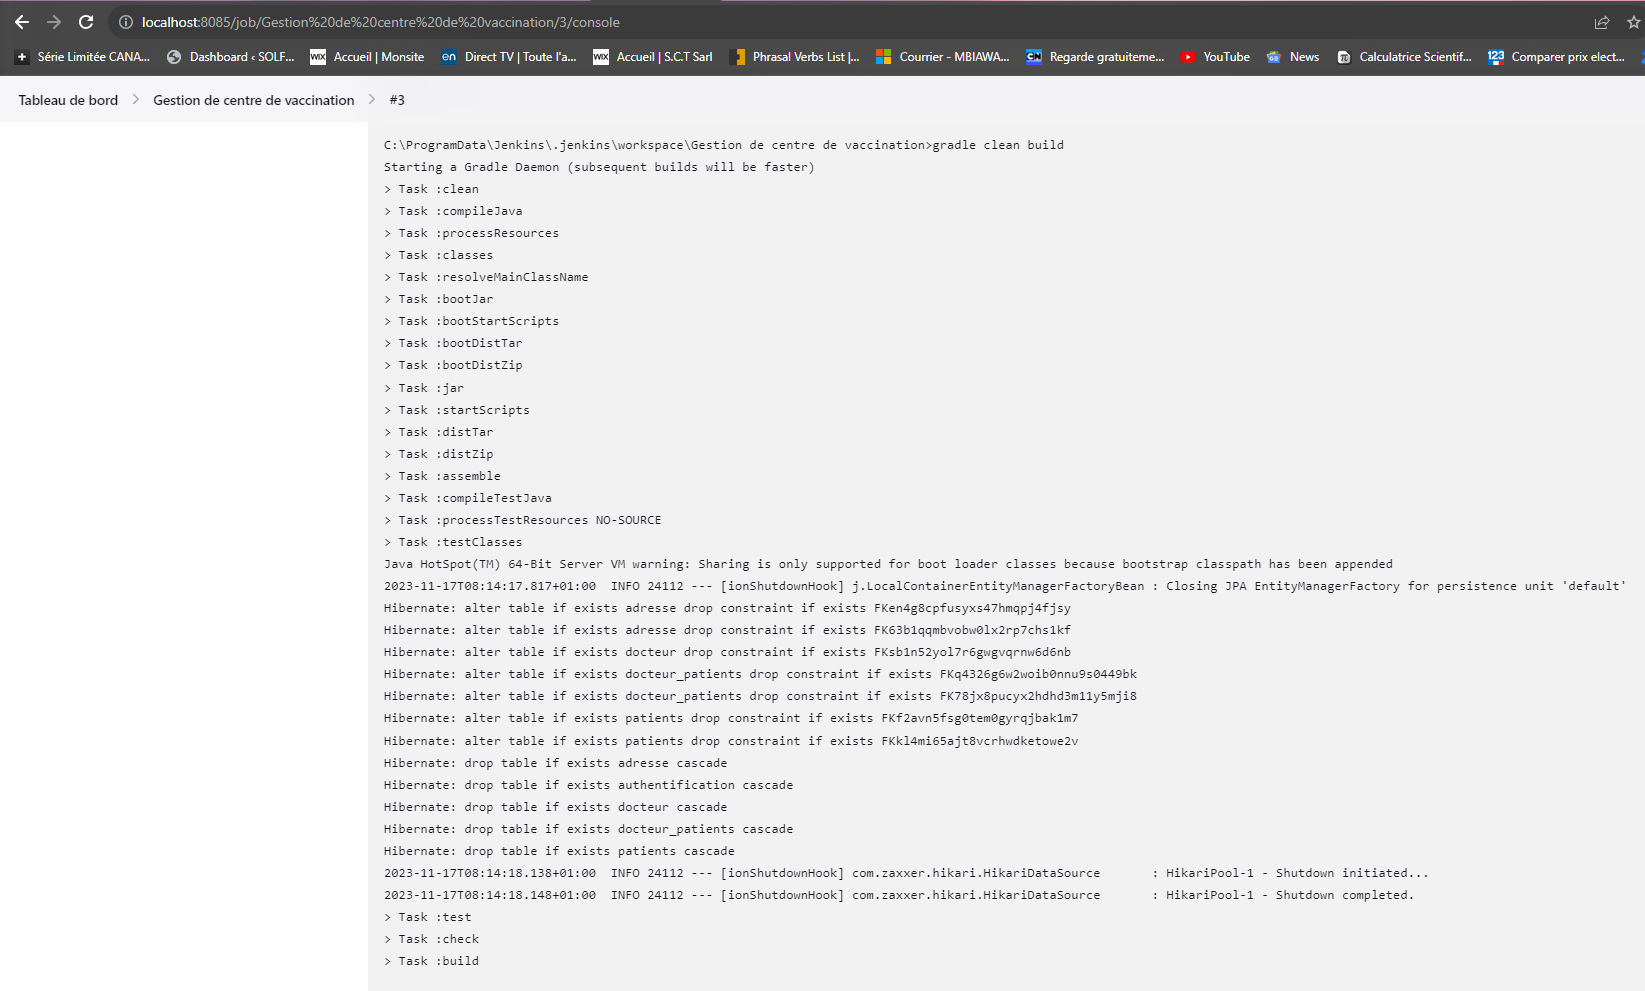 localhost:8085/job/Gestion%20de%20centre%20de%20vaccination/3/console
Série Limitée CANA... Dashboard ‹ SOLF... WIX Accueil | Monsite en Direct TV | Toute l'a... WIX Accueil | S.C.T Sarl Phrasal Verbs List |... Courrier - MBIAWA... CN Regarde gratuiteme... YouTube News Calculatrice Scientif... 123 Comparer prix elect...
Tableau de bord > Gestion de centre de vaccination > #3
C:\ProgramData\Jenkins\.jenkins\workspace\Gestion de centre de vaccination>gradle clean build
Starting a Gradle Daemon (subsequent builds will be faster)
> Task :clean
> Task :compileJava
> Task :processResources
> Task :classes
> Task :resolveMainClassName
> Task :bootJar
> Task :bootStartScripts
> Task :bootDistTar
> Task :bootDistZip
> Task :jar
> Task :startScripts
> Task :distTar
> Task :distZip
> Task :assemble
> Task :compileTestJava
> Task :processTestResources NO-SOURCE
> Task :testClasses
Java HotSpot(TM) 64-Bit Server VM warning: Sharing is only supported for boot loader classes because bootstrap classpath has been appended
2023-11-17T08:14:17.817+01:00  INFO 24112 --- [ionShutdownHook] j.LocalContainerEntityManagerFactoryBean : Closing JPA EntityManagerFactory for persistence unit 'default'
Hibernate: alter table if exists adresse drop constraint if exists FKen4g8cpfusyxs47hmqpj4fjsy
Hibernate: alter table if exists adresse drop constraint if exists FK63b1qqmbvobw0lx2rp7chs1kf
Hibernate: alter table if exists docteur drop constraint if exists FKsb1n52yol7r6gwgvqrnw6d6nb
Hibernate: alter table if exists docteur_patients drop constraint if exists FKq4326g6w2woib0nnu9s0449bk
Hibernate: alter table if exists docteur_patients drop constraint if exists FK78jx8pucyx2hdhd3m11y5mji8
Hibernate: alter table if exists patients drop constraint if exists FKf2avn5fsg0tem0gyrqjbak1m7
Hibernate: alter table if exists patients drop constraint if exists FKkl4mi65ajt8vcrhwdketowe2v
Hibernate: drop table if exists adresse cascade
Hibernate: drop table if exists authentification cascade
Hibernate: drop table if exists docteur cascade
Hibernate: drop table if exists docteur_patients cascade
Hibernate: drop table if exists patients cascade
2023-11-17T08:14:18.138+01:00  INFO 24112 --- [ionShutdownHook] com.zaxxer.hikari.HikariDataSource       : HikariPool-1 - Shutdown initiated...
2023-11-17T08:14:18.148+01:00  INFO 24112 --- [ionShutdownHook] com.zaxxer.hikari.HikariDataSource       : HikariPool-1 - Shutdown completed.
> Task :test
> Task :check
> Task :build